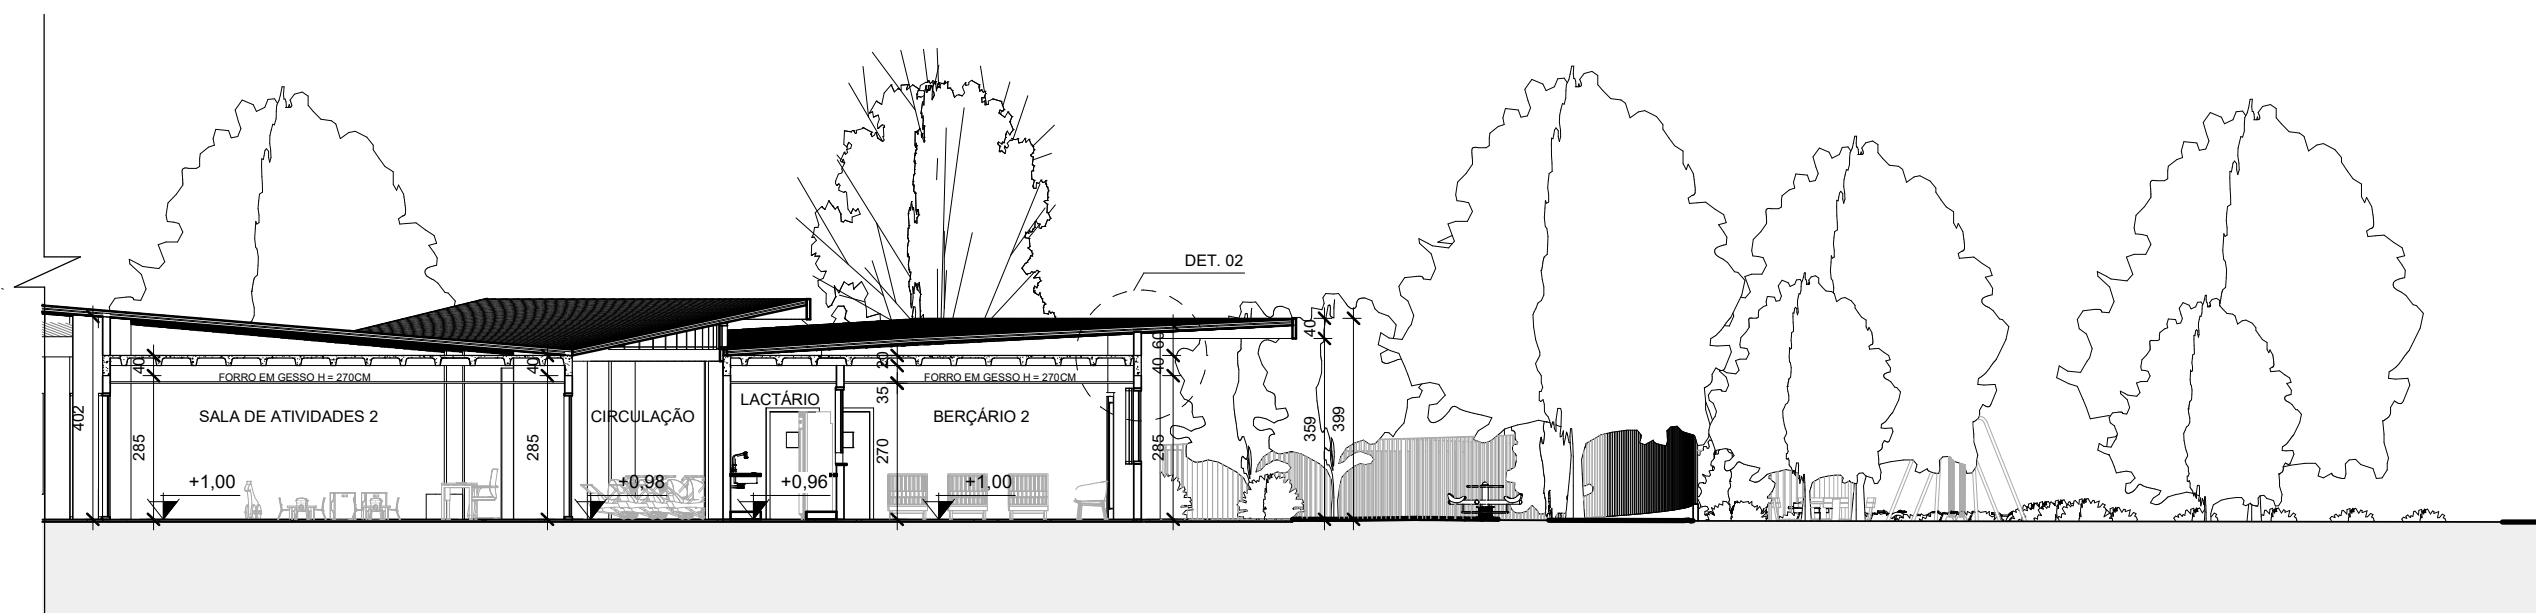 DET. 02
40
40
40
20
40 60
40
FORRO EM GESSO H = 270CM
FORRO EM GESSO H = 270CM
402
SALA DE ATIVIDADES 2
CIRCULAÇÃO
LACTÁRIO
35
BERÇÁRIO 2
359
399
285
285
270
285
+1,00
+0,98
+0,96
+1,00